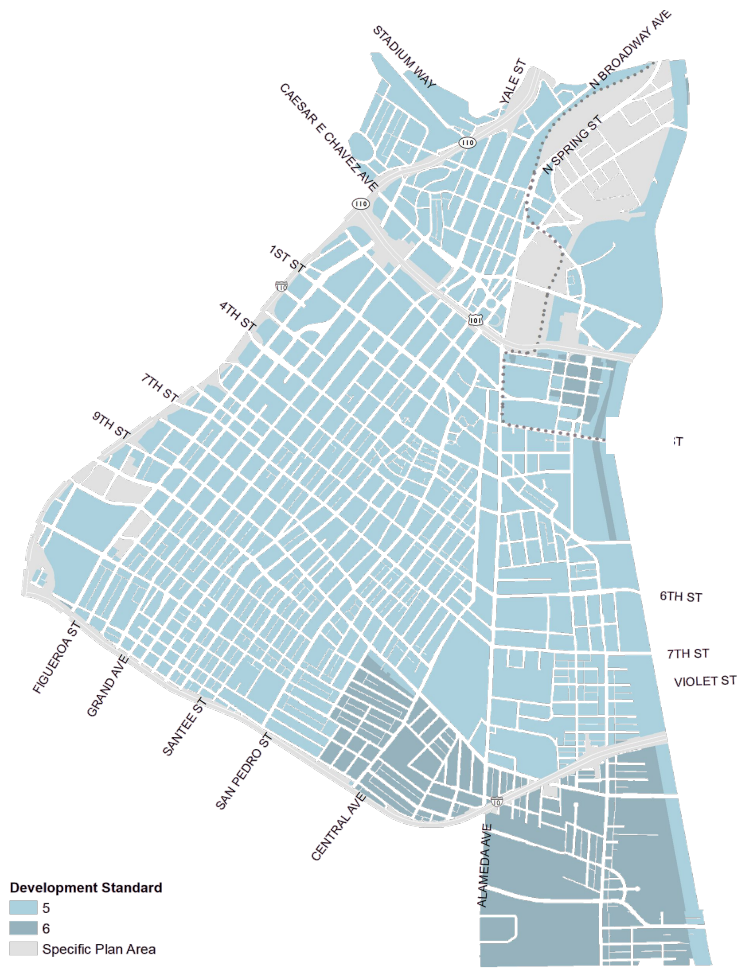 STADIUM WAY
YALE ST
N BROADWAY AVE
CAESAR E CHAVEZ AVE
110
N SPRING ST
110
1ST ST
110
4TH ST
101
7TH ST
9TH ST
ST
6TH ST
7TH ST
VIOLET ST
FIGUEROA ST
GRAND AVE
SANTEE ST
SAN PEDRO ST
CENTRAL AVE
10
ALAMEDA AVE
Development Standard
5
6
Specific Plan Area